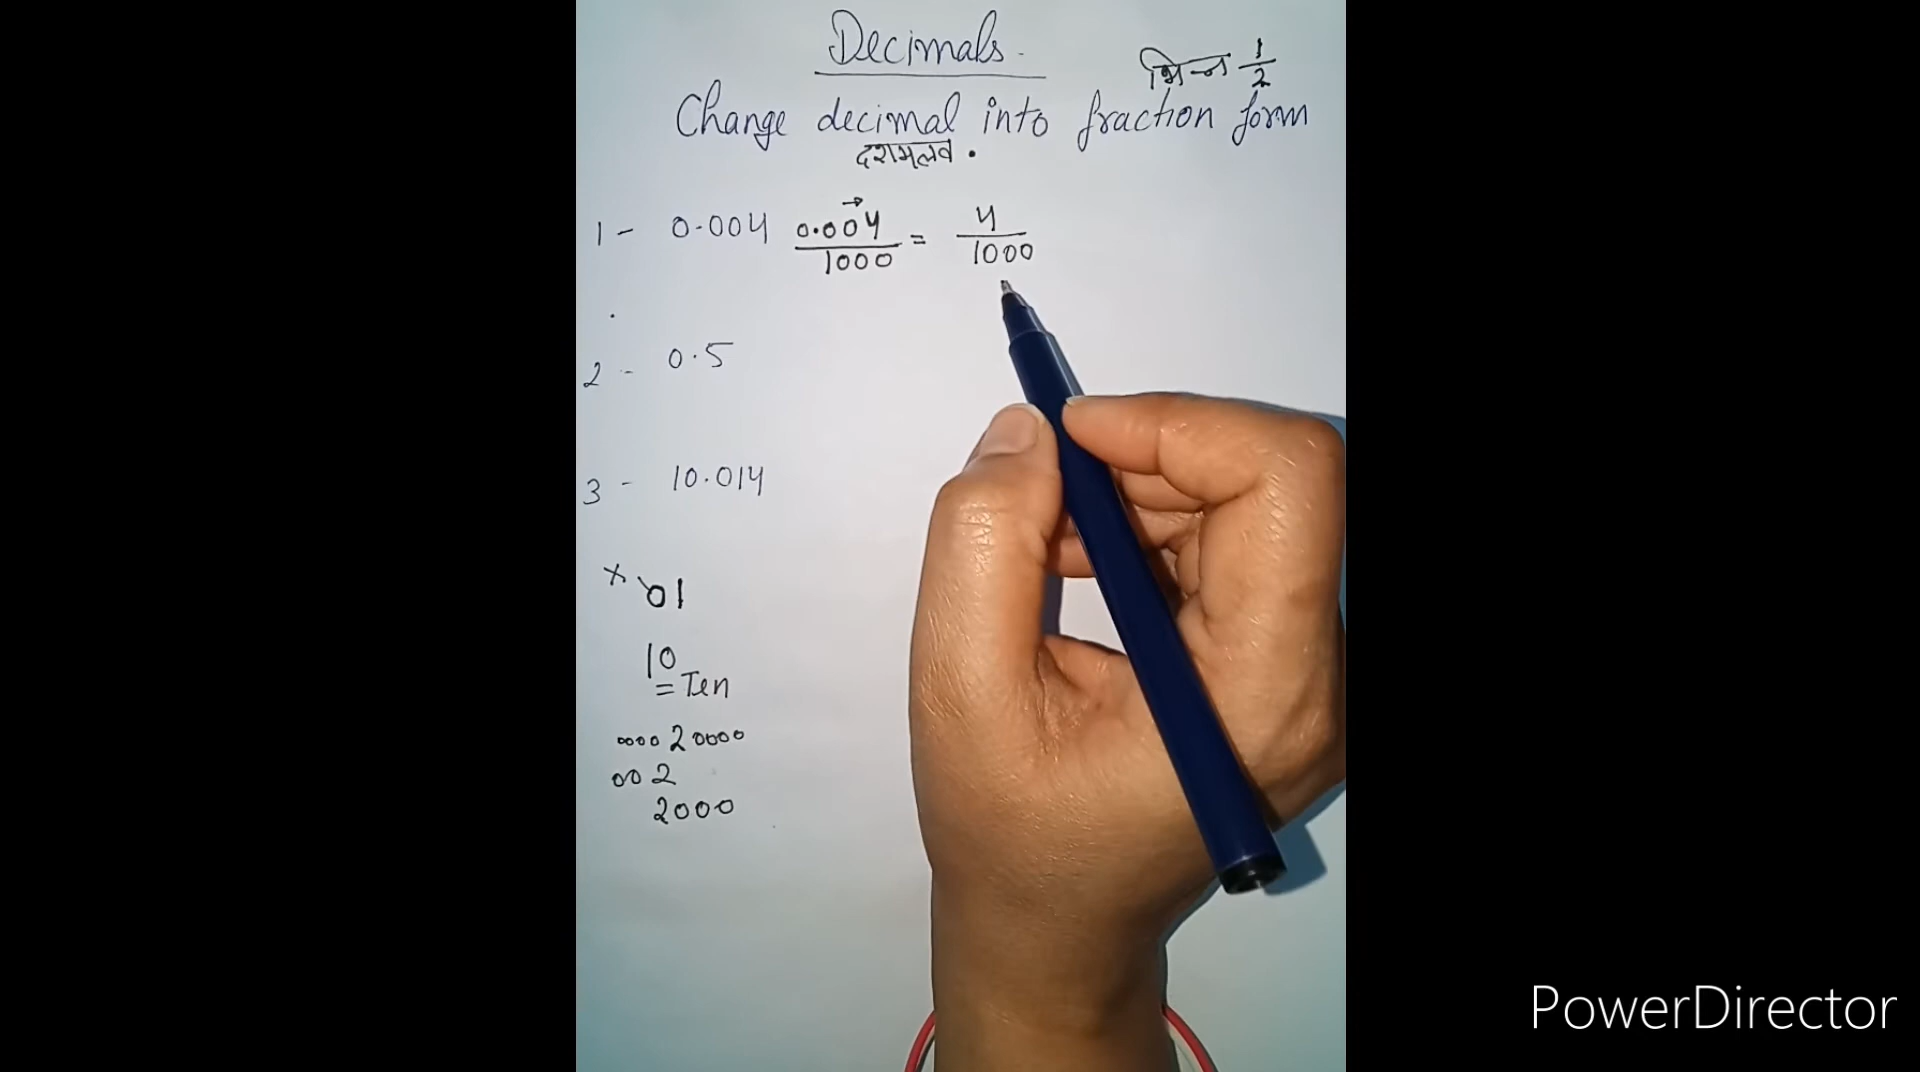 Decimals
भिन्न 1/2
Change decimal into fraction form
दशमलव .
1 - 0.004 0.004/1000 = 4/1000
2 - 0.5
3 - 10.014
x 01
10
= Ten
0000 2 0000
00 2
2000
PowerDirector